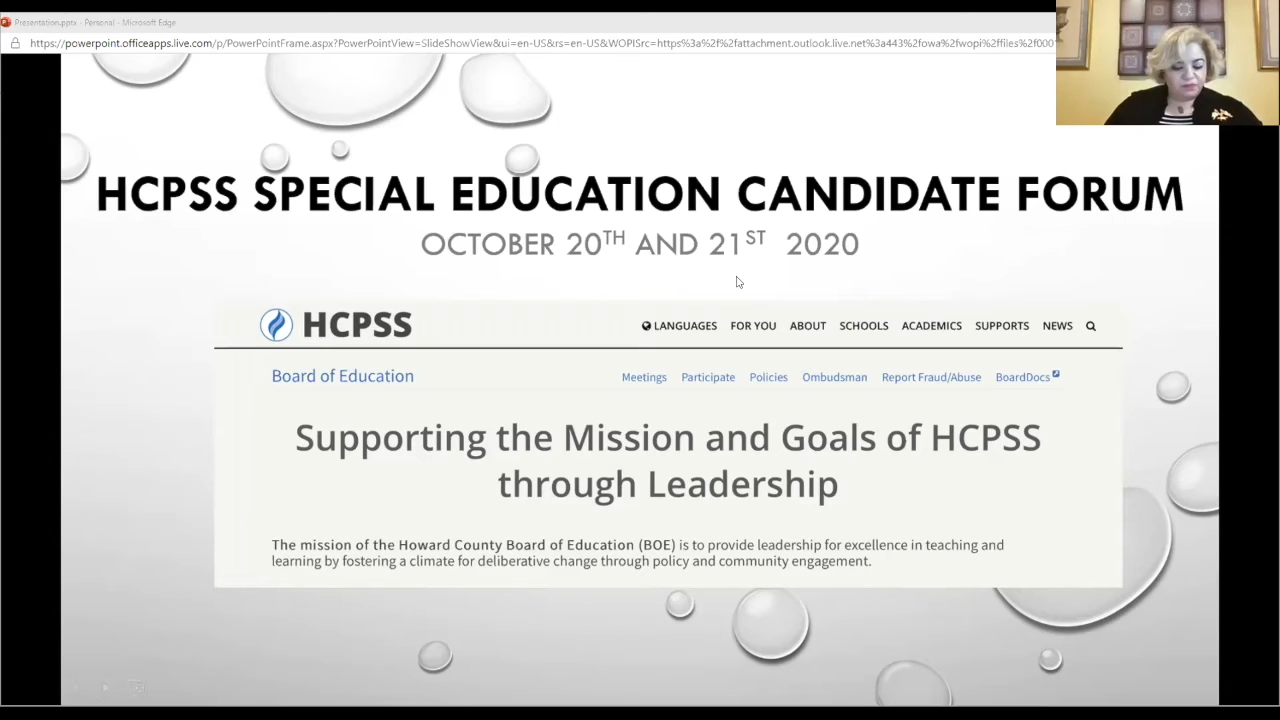 Presentation.pptx - Personal - Microsoft Edge
https://powerpoint.officeapps.live.com/p/PowerPointFrame.aspx?PowerPointView=SlideShowView&ui=en-US&rs=en-US&WOPISrc=https%3a%2f%2fattachment.outlook.live.net%3a443%2fowa%2fwopi%2ffiles%2f000
HCPSS SPECIAL EDUCATION CANDIDATE FORUM
OCTOBER 20TH AND 21ST 2020
HCPSS LANGUAGES FOR YOU ABOUT SCHOOLS ACADEMICS SUPPORTS NEWS
Board of Education Meetings Participate Policies Ombudsman Report Fraud/Abuse BoardDocs
Supporting the Mission and Goals of HCPSS
through Leadership
The mission of the Howard County Board of Education (BOE) is to provide leadership for excellence in teaching and
learning by fostering a climate for deliberative change through policy and community engagement.